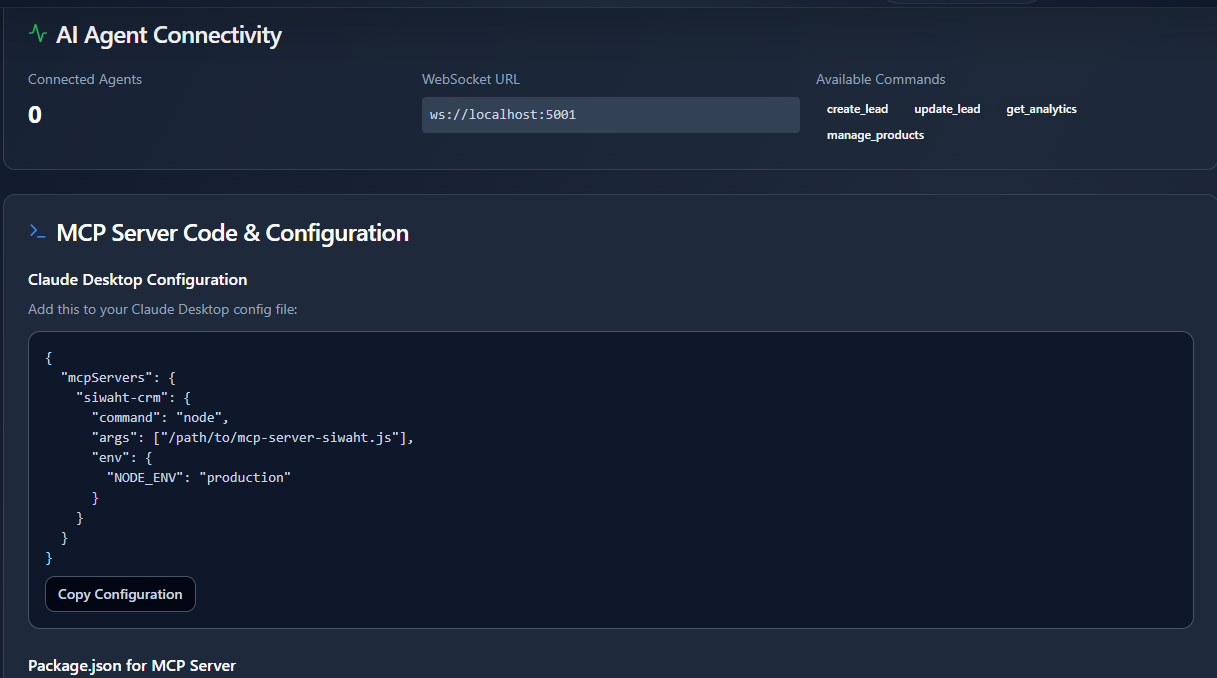 AI Agent Connectivity
Connected Agents
0
WebSocket URL
ws://localhost:5001
Available Commands
create_lead update_lead get_analytics
manage_products
MCP Server Code & Configuration
Claude Desktop Configuration
Add this to your Claude Desktop config file:
{
  "mcpServers": {
    "siwaht-crm": {
      "command": "node",
      "args": ["/path/to/mcp-server-siwaht.js"],
      "env": {
        "NODE_ENV": "production"
      }
    }
  }
}
Copy Configuration
Package.json for MCP Server